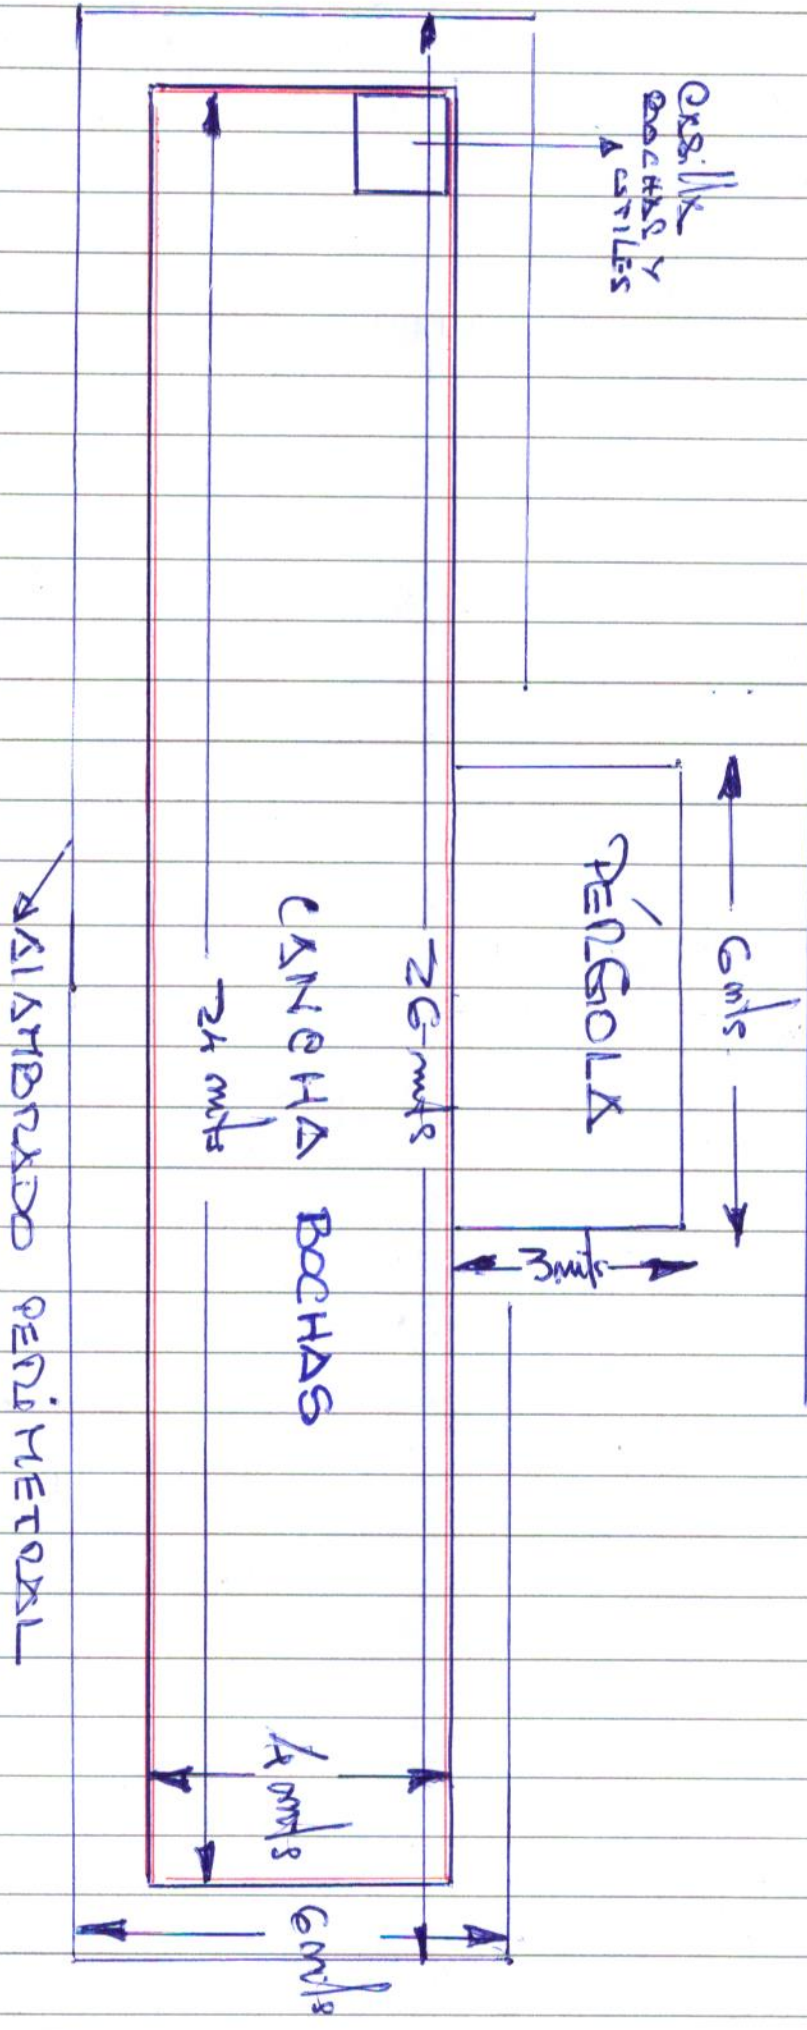 Casilla
BOCHAS Y
UTILES
6 mts
PÉRGOLA
3 mts
26 mts
CANCHA BOCHAS
24 mts
4 mts
6 mts
ALAMBRADO PERIMETRAL